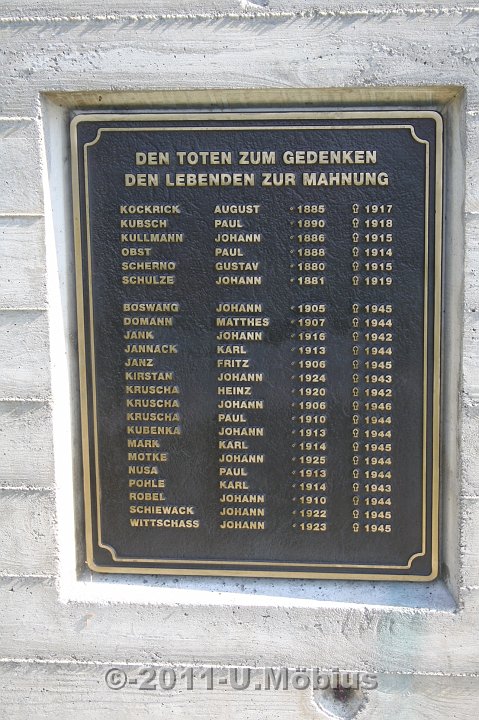 DEN TOTEN ZUM GEDENKEN
DEN LEBENDEN ZUR MAHNUNG
KOCKRICK AUGUST * 1885 ✝ 1917
KUBSCH PAUL * 1890 ✝ 1918
KULLMANN JOHANN * 1886 ✝ 1915
OBST PAUL * 1888 ✝ 1914
SCHERNO GUSTAV * 1880 ✝ 1915
SCHULZE JOHANN * 1881 ✝ 1919
BOSWANG JOHANN * 1905 ✝ 1945
DOMANN MATTHES * 1907 ✝ 1944
JANK JOHANN * 1916 ✝ 1942
JANNACK KARL * 1913 ✝ 1944
JANZ FRITZ * 1906 ✝ 1945
KIRSTAN JOHANN * 1924 ✝ 1943
KRUSCHA HEINZ * 1920 ✝ 1942
KRUSCHA JOHANN * 1906 ✝ 1946
KRUSCHA PAUL * 1910 ✝ 1944
KUBENKA JOHANN * 1913 ✝ 1944
MARK KARL * 1914 ✝ 1945
MOTKE JOHANN * 1925 ✝ 1944
NUSA PAUL * 1913 ✝ 1944
POHLE KARL * 1914 ✝ 1943
ROBEL JOHANN * 1910 ✝ 1944
SCHIEWACK JOHANN * 1922 ✝ 1945
WITTSCHASS JOHANN * 1923 ✝ 1945
©-2011-U.Möbius